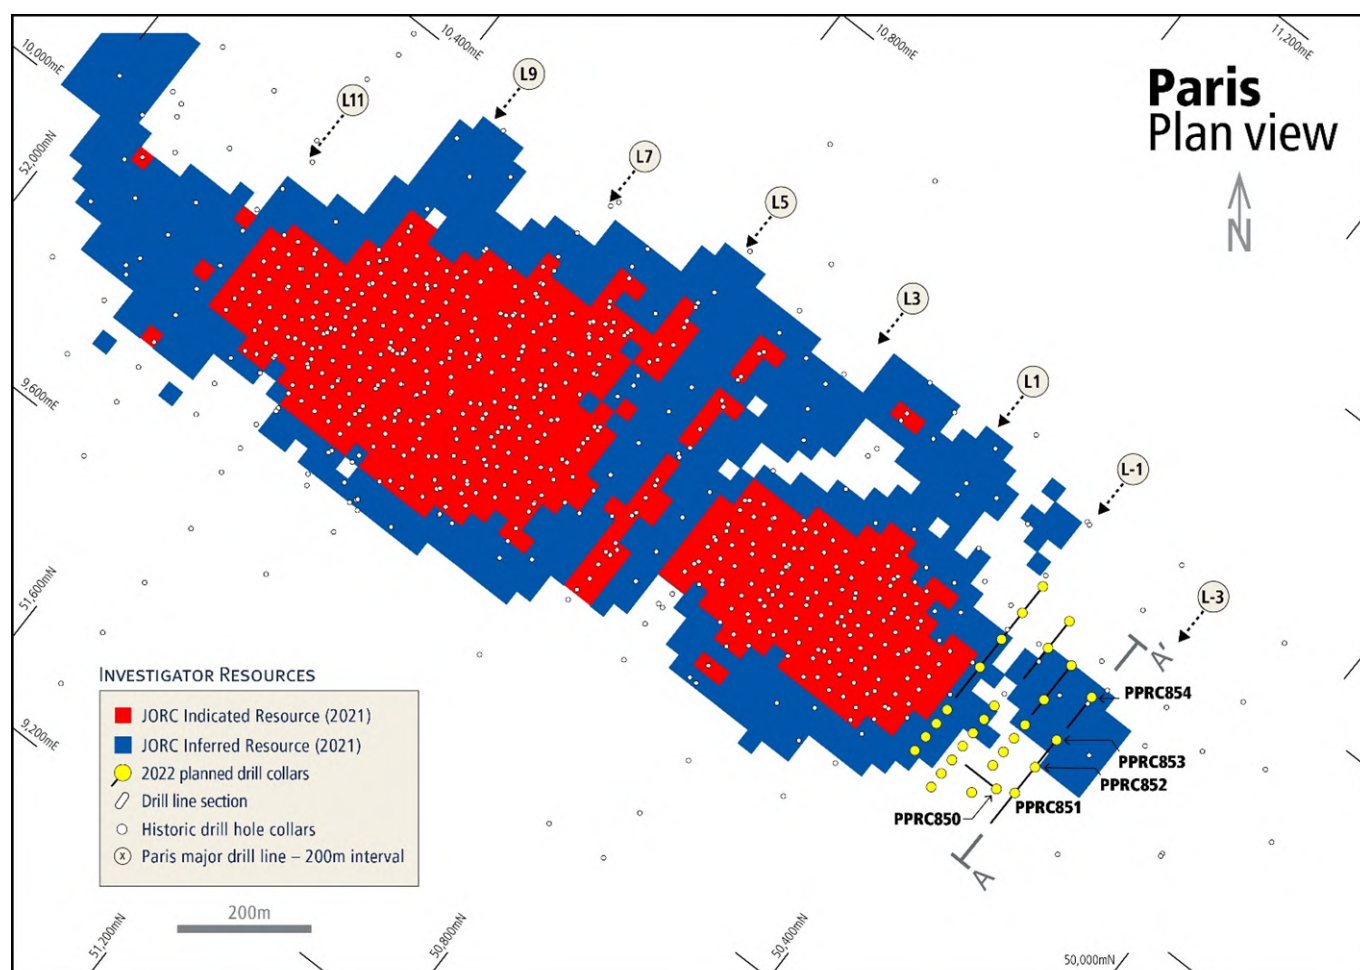 10,000mE
10,400mE
10,800mE
11,200mE
Paris
Plan view
N
L9
L11
L7
L5
L3
L1
L-1
L-3
52,000mN
9,600mE
51,600mN
9,200mE
A'
PPRC854
PPRC853
PPRC852
PPRC851
PPRC850
A
INVESTIGATOR RESOURCES
JORC Indicated Resource (2021)
JORC Inferred Resource (2021)
2022 planned drill collars
Drill line section
Historic drill hole collars
x Paris major drill line – 200m interval
200m
51,200mN
50,800mN
50,400mN
50,000mN